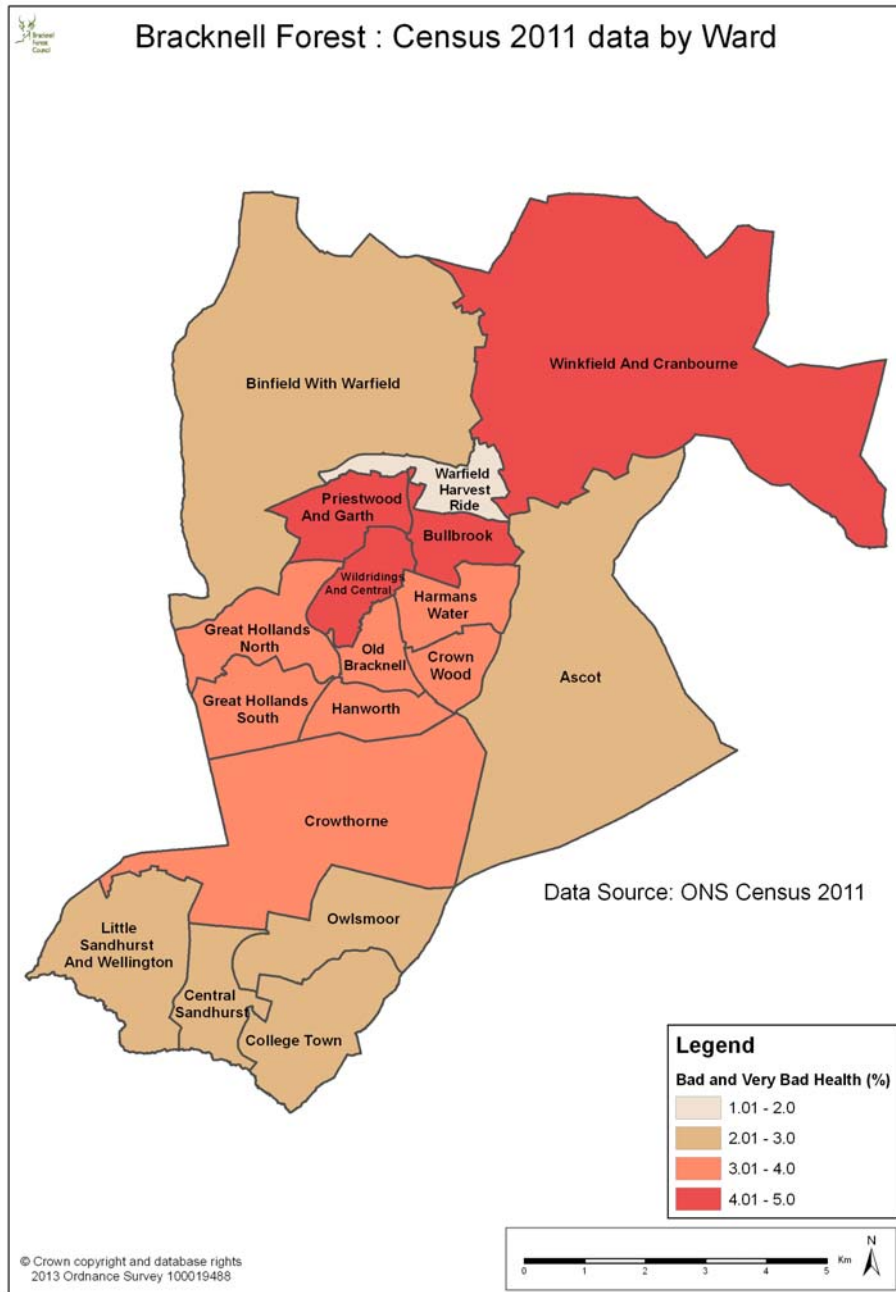 Bracknell
Forest
Council
Bracknell Forest : Census 2011 data by Ward
Winkfield And Cranbourne
Binfield With Warfield
Warfield
Harvest
Ride
Priestwood
And Garth
Bullbrook
Wildridings
And Central
Harmans
Water
Great Hollands
North
Old
Bracknell
Crown
Wood
Ascot
Great Hollands
South
Hanworth
Crowthorne
Data Source: ONS Census 2011
Owlsmoor
Little
Sandhurst
And Wellington
Central
Sandhurst
College Town
Legend
Bad and Very Bad Health (%)
1.01 - 2.0
2.01 - 3.0
3.01 - 4.0
4.01 - 5.0
© Crown copyright and database rights
2013 Ordnance Survey 100019488
N
Km
0 1 2 3 4 5